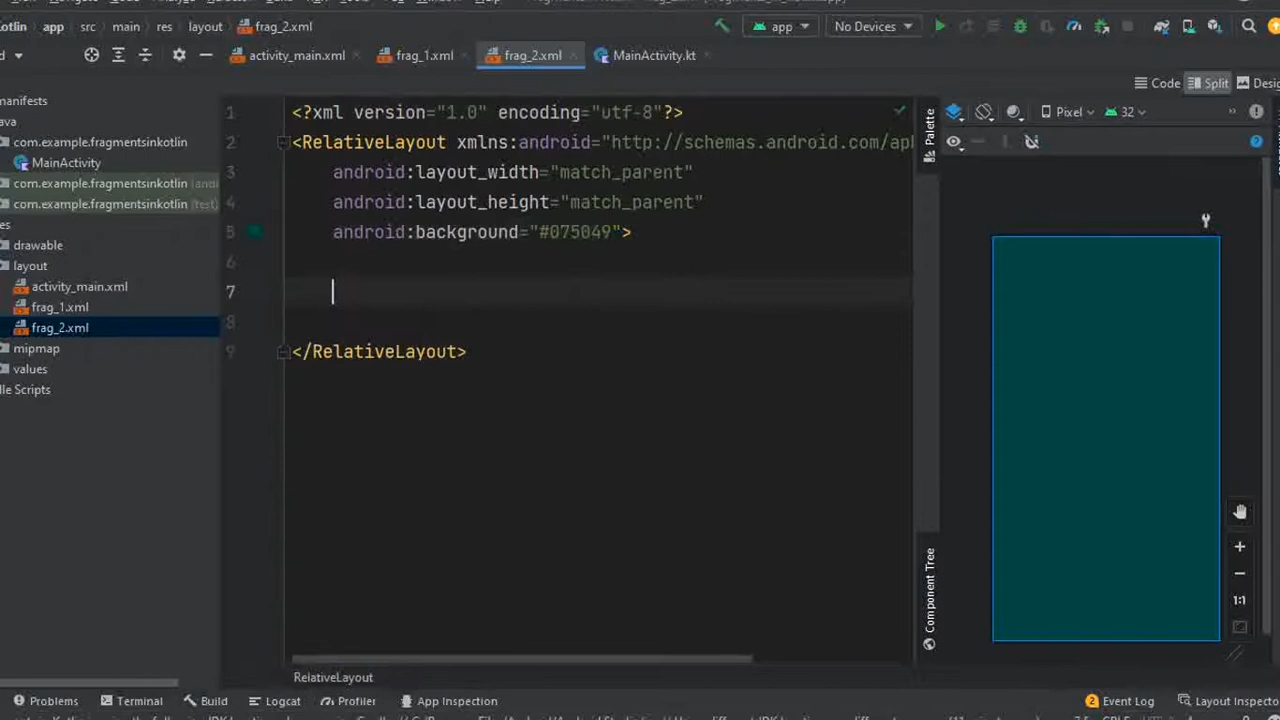 Kotlin app src main res layout frag_2.xml app No Devices
activity_main.xml frag_1.xml frag_2.xml MainActivity.kt
Code Split
manifests
com.example.fragmentsinkotlin
MainActivity
com.example.fragmentsinkotlin
com.example.fragmentsinkotlin (test)
drawable
layout
activity_main.xml
frag_1.xml
frag_2.xml
mipmap
values
dle Scripts
1 <?xml version="1.0" encoding="utf-8"?>
2 <RelativeLayout xmlns:android="http://schemas.android.com/ap
3 android:layout_width="match_parent"
4 android:layout_height="match_parent"
5 android:background="#075049">
6
7
8
9 </RelativeLayout>
RelativeLayout
Palette
Component Tree
Pixel 32
1:1
Problems Terminal Build Logcat Profiler App Inspection 2 Event Log Layout Inspecto